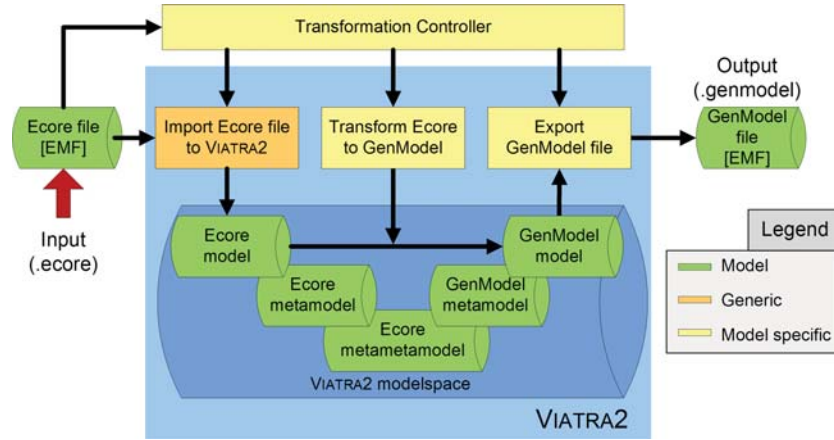 Transformation Controller
Output
(.genmodel)
Ecore file
[EMF]
Import Ecore file
to VIATRA2
Transform Ecore
to GenModel
Export
GenModel file
GenModel
file
[EMF]
Input
(.ecore)
Ecore
model
GenModel
model
Ecore
metamodel
GenModel
metamodel
Ecore
metametamodel
VIATRA2 modelspace
VIATRA2
Legend
Model
Generic
Model specific